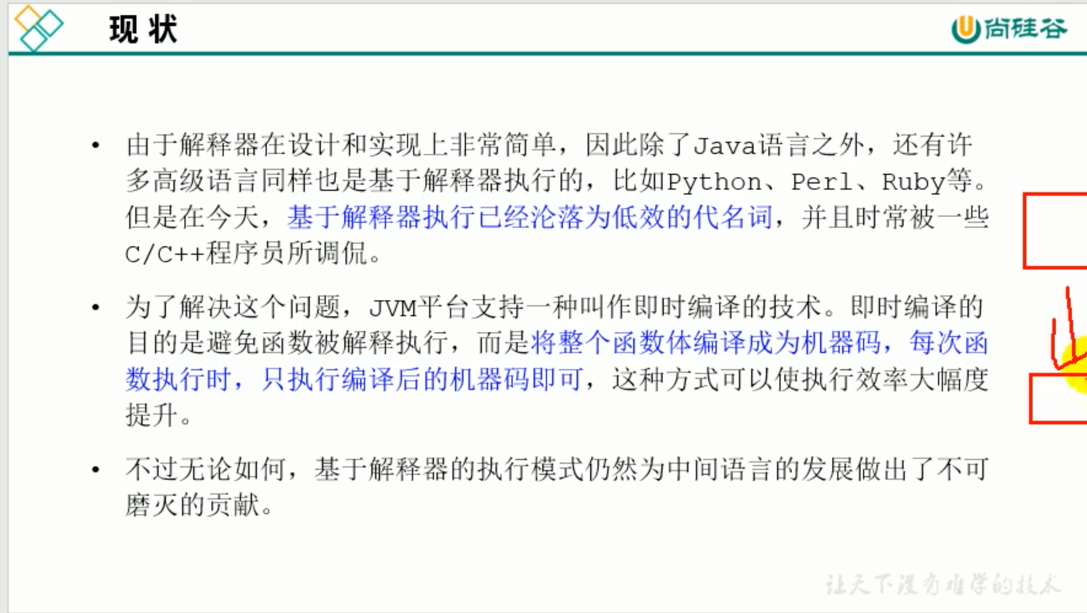 现状
尚硅谷
• 由于解释器在设计和实现上非常简单，因此除了Java语言之外，还有许
多高级语言同样也是基于解释器执行的，比如Python、Perl、Ruby等。
但是在今天，基于解释器执行已经沦落为低效的代名词，并且时常被一些
C/C++程序员所调侃。
• 为了解决这个问题，JVM平台支持一种叫作即时编译的技术。即时编译的
目的是避免函数被解释执行，而是将整个函数体编译成为机器码，每次函
数执行时，只执行编译后的机器码即可，这种方式可以使执行效率大幅度
提升。
• 不过无论如何，基于解释器的执行模式仍然为中间语言的发展做出了不可
磨灭的贡献。
让天下没有难学的技术